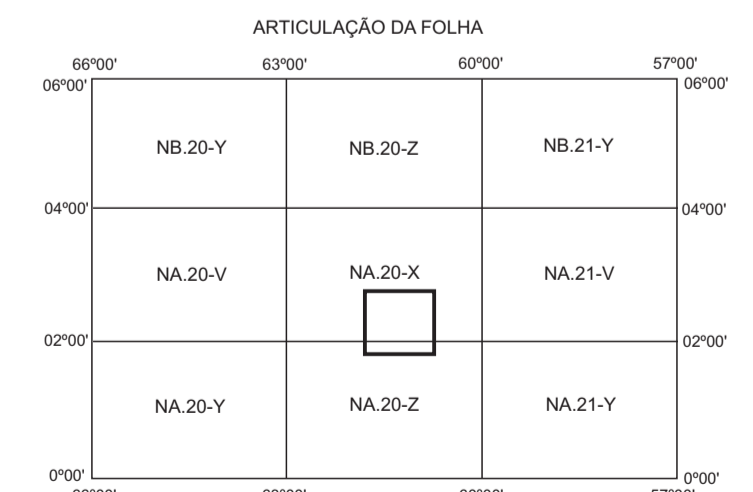 ARTICULAÇÃO DA FOLHA
66º00' 63º00' 60º00' 57º00'
06º00' 06º00'
NB.20-Y NB.20-Z NB.21-Y
04º00' 04º00'
NA.20-V NA.20-X NA.21-V
02º00' 02º00'
NA.20-Y NA.20-Z NA.21-Y
0º00' 0º00'